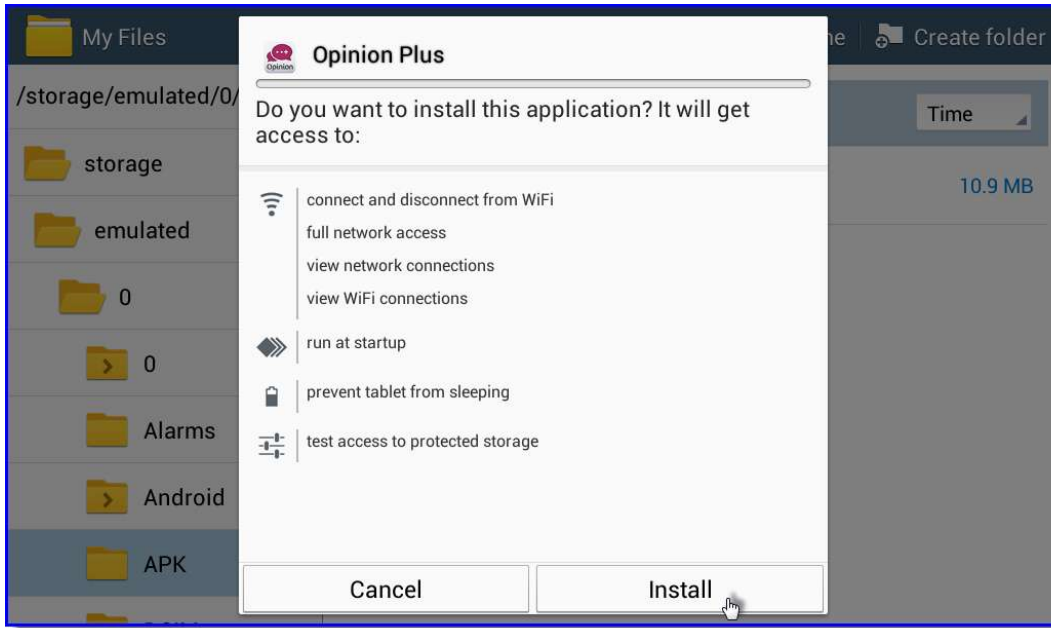 My Files
me
Create folder
/storage/emulated/0/
Time
storage
10.9 MB
emulated
0
0
Alarms
Android
APK
Opinion
Opinion Plus
Do you want to install this application? It will get
access to:
connect and disconnect from WiFi
full network access
view network connections
view WiFi connections
run at startup
prevent tablet from sleeping
test access to protected storage
Cancel
Install